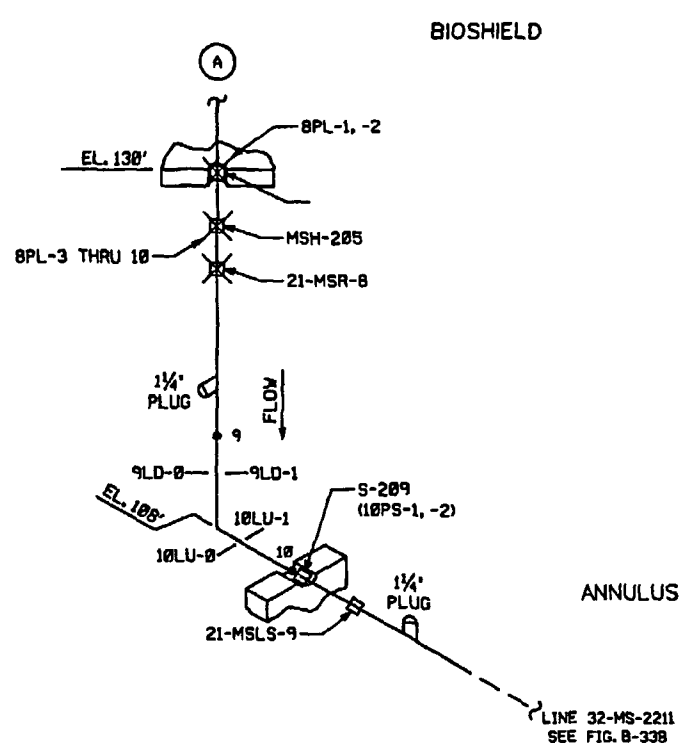 BIOSHIELD
A
8PL-1, -2
EL. 130'
MSH-205
8PL-3 THRU 10
21-MSR-8
1¼"
PLUG
FLOW
9
9LD-0
9LD-1
EL. 108'
S-209
(10PS-1, -2)
10LU-1
10LU-0
10
1¼"
PLUG
ANNULUS
21-MSLS-9
LINE 32-MS-2211
SEE FIG. B-338